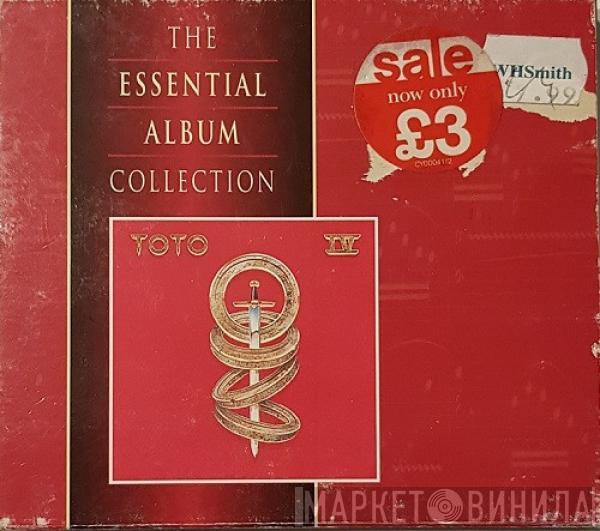 THE
ESSENTIAL
ALBUM
COLLECTION
sale
now only
£3
WHSmith
TOTO IV
МАРКЕТ ВИНИЛА